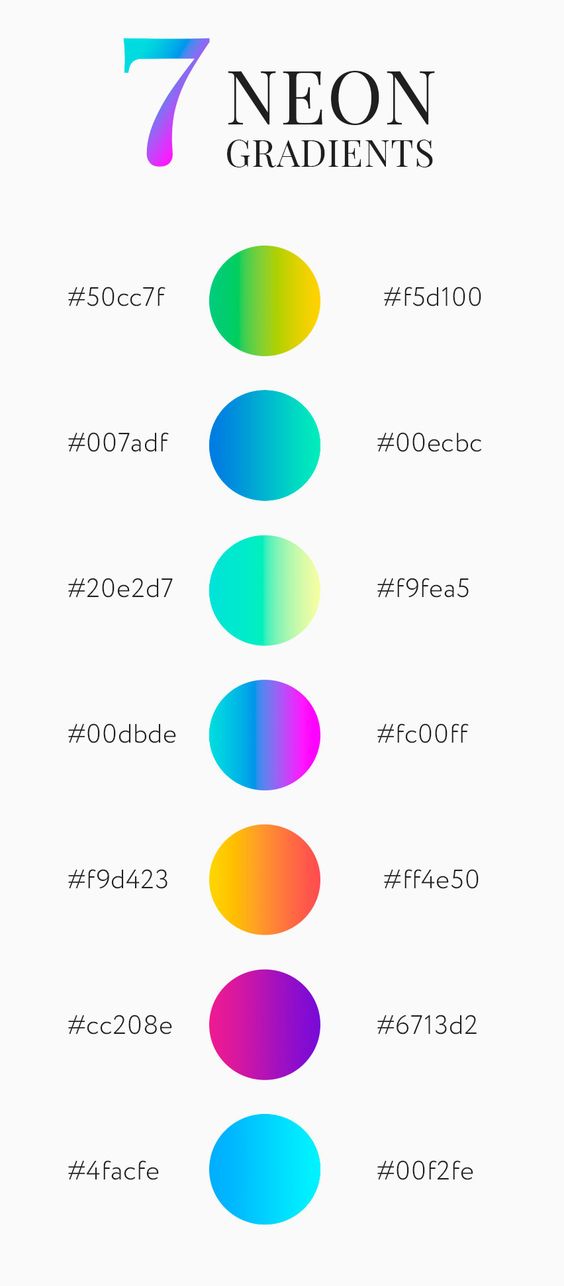 7 NEON
GRADIENTS
#50cc7f #f5d100
#007adf #00ecbc
#20e2d7 #f9fea5
#00dbde #fc00ff
#f9d423 #ff4e50
#cc208e #6713d2
#4facfe #00f2fe